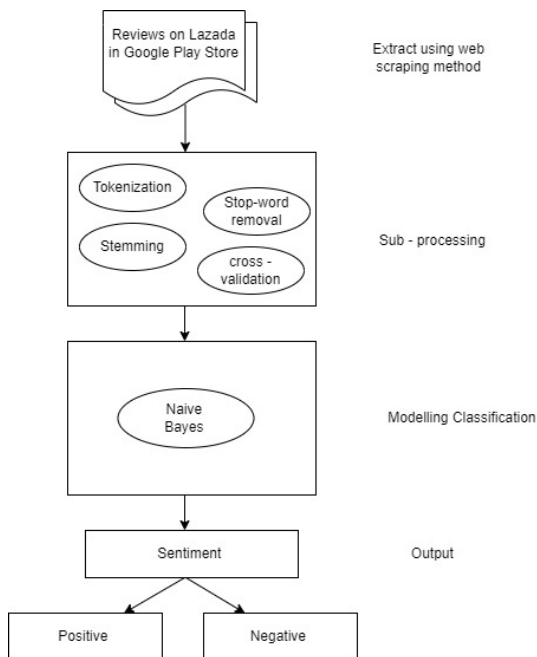 Reviews on Lazada
in Google Play Store
Extract using web
scraping method
Tokenization
Stop-word
removal
Stemming
cross -
validation
Sub - processing
Naive
Bayes
Modelling Classification
Sentiment
Output
Positive
Negative